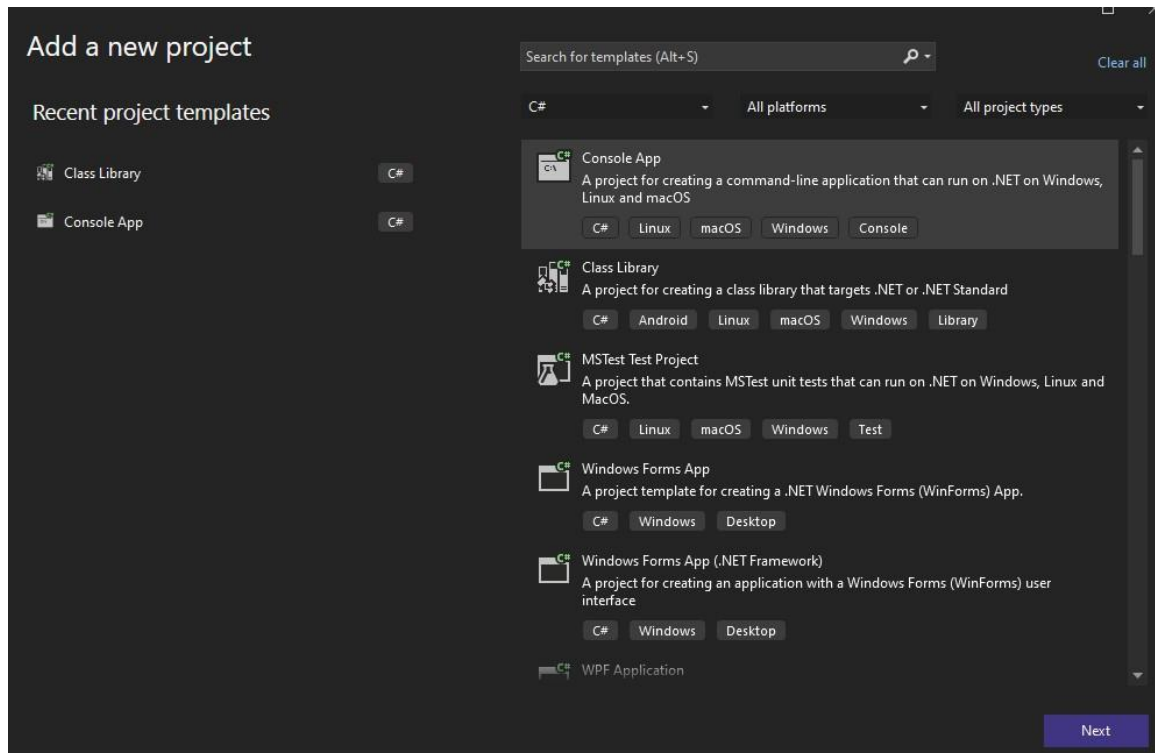 Add a new project
Search for templates (Alt+S)
Clear all
Recent project templates
C#
All platforms
All project types
Class Library
C#
Console App
C#
C#
C:\
Console App
A project for creating a command-line application that can run on .NET on Windows,
Linux and macOS
C# Linux macOS Windows Console
C#
Class Library
A project for creating a class library that targets .NET or .NET Standard
C# Android Linux macOS Windows Library
C#
MSTest Test Project
A project that contains MSTest unit tests that can run on .NET on Windows, Linux and
MacOS.
C# Linux macOS Windows Test
C#
Windows Forms App
A project template for creating a .NET Windows Forms (WinForms) App.
C# Windows Desktop
C#
Windows Forms App (.NET Framework)
A project for creating an application with a Windows Forms (WinForms) user
interface
C# Windows Desktop
C#
WPF Application
Next